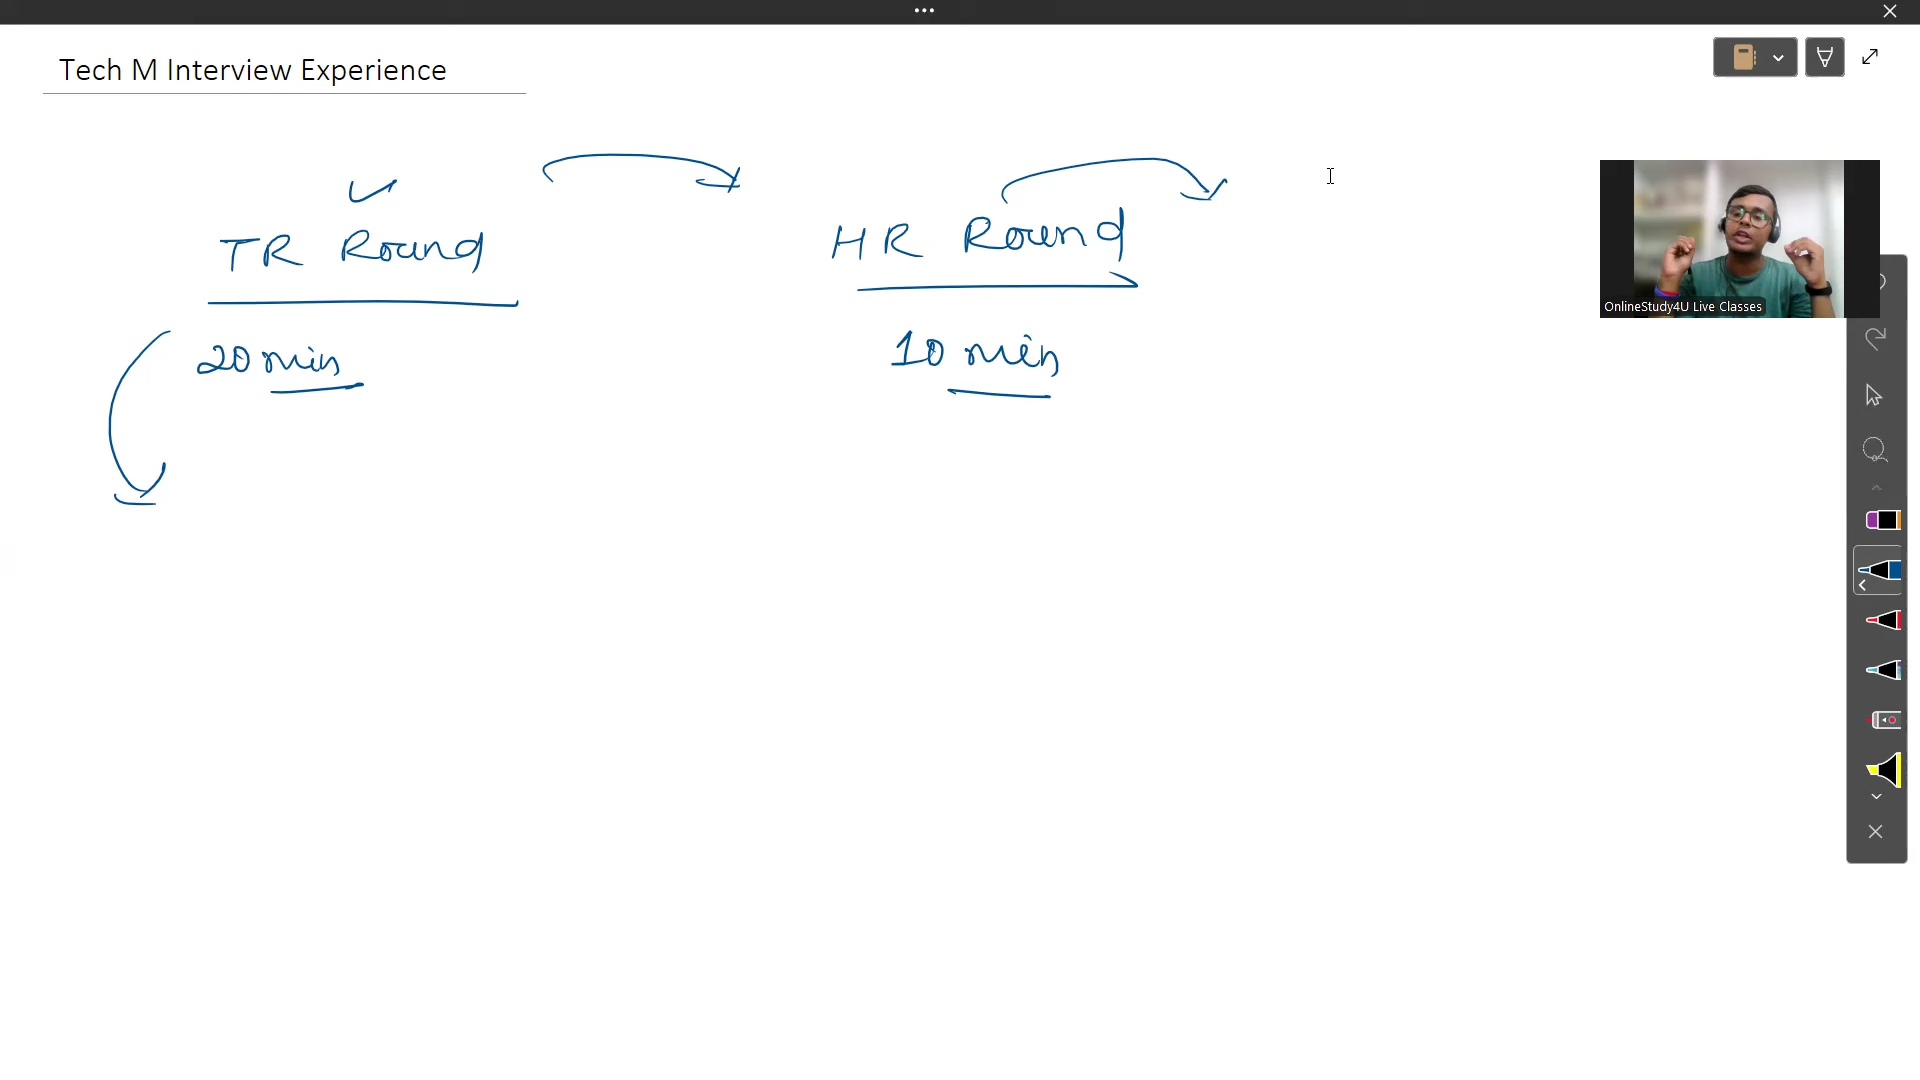 Tech M Interview Experience
TR Round
HR Round
20 min
10 min
OnlineStudy4U Live Classes